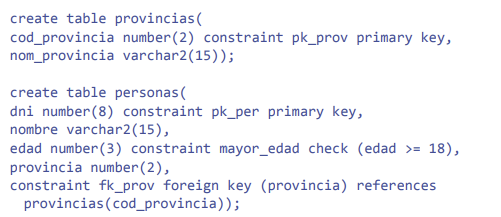 create table provincias(
cod_provincia number(2) constraint pk_prov primary key,
nom_provincia varchar2(15));
create table personas(
dni number(8) constraint pk_per primary key,
nombre varchar2(15),
edad number(3) constraint mayor_edad check (edad >= 18),
provincia number(2),
constraint fk_prov foreign key (provincia) references
provincias(cod_provincia));